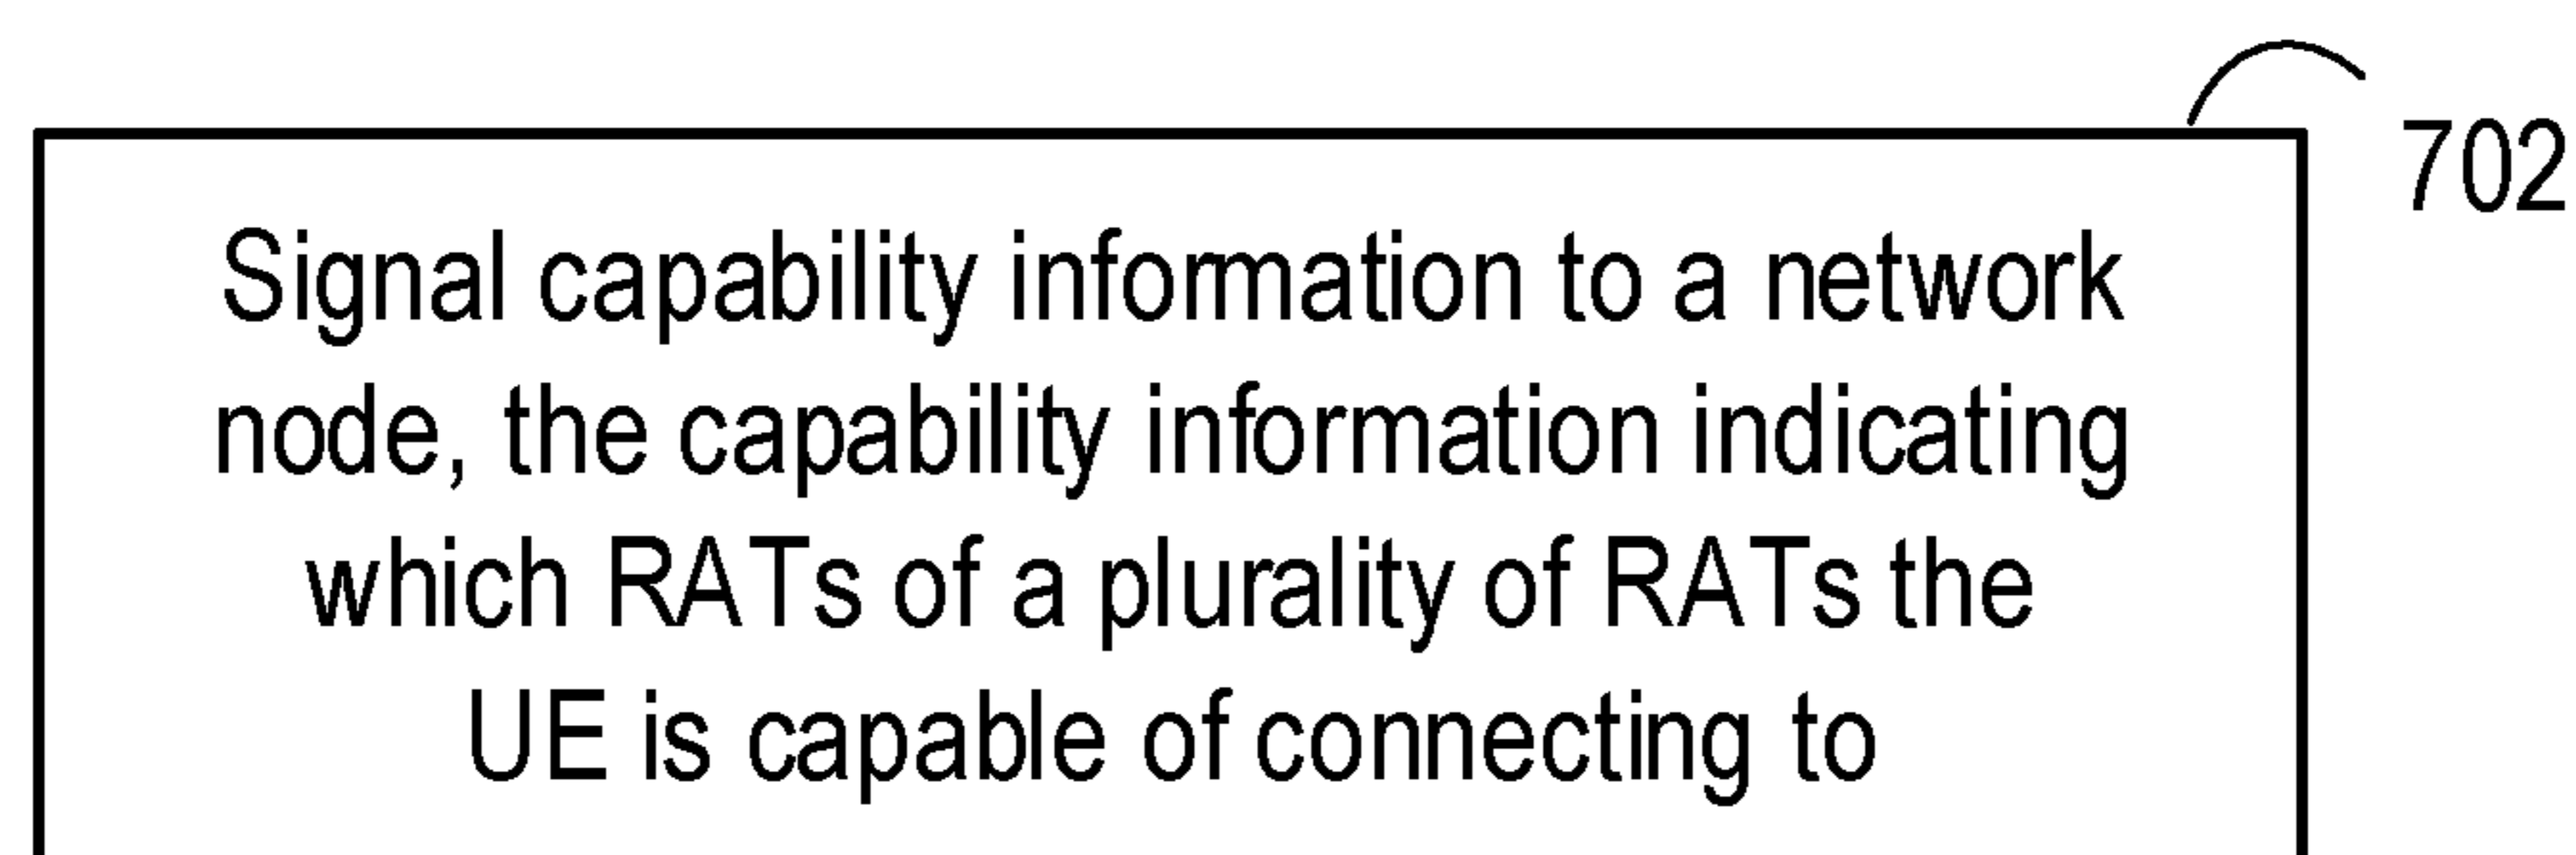 702
Signal capability information to a network
node, the capability information indicating
which RATs of a plurality of RATs the
UE is capable of connecting to